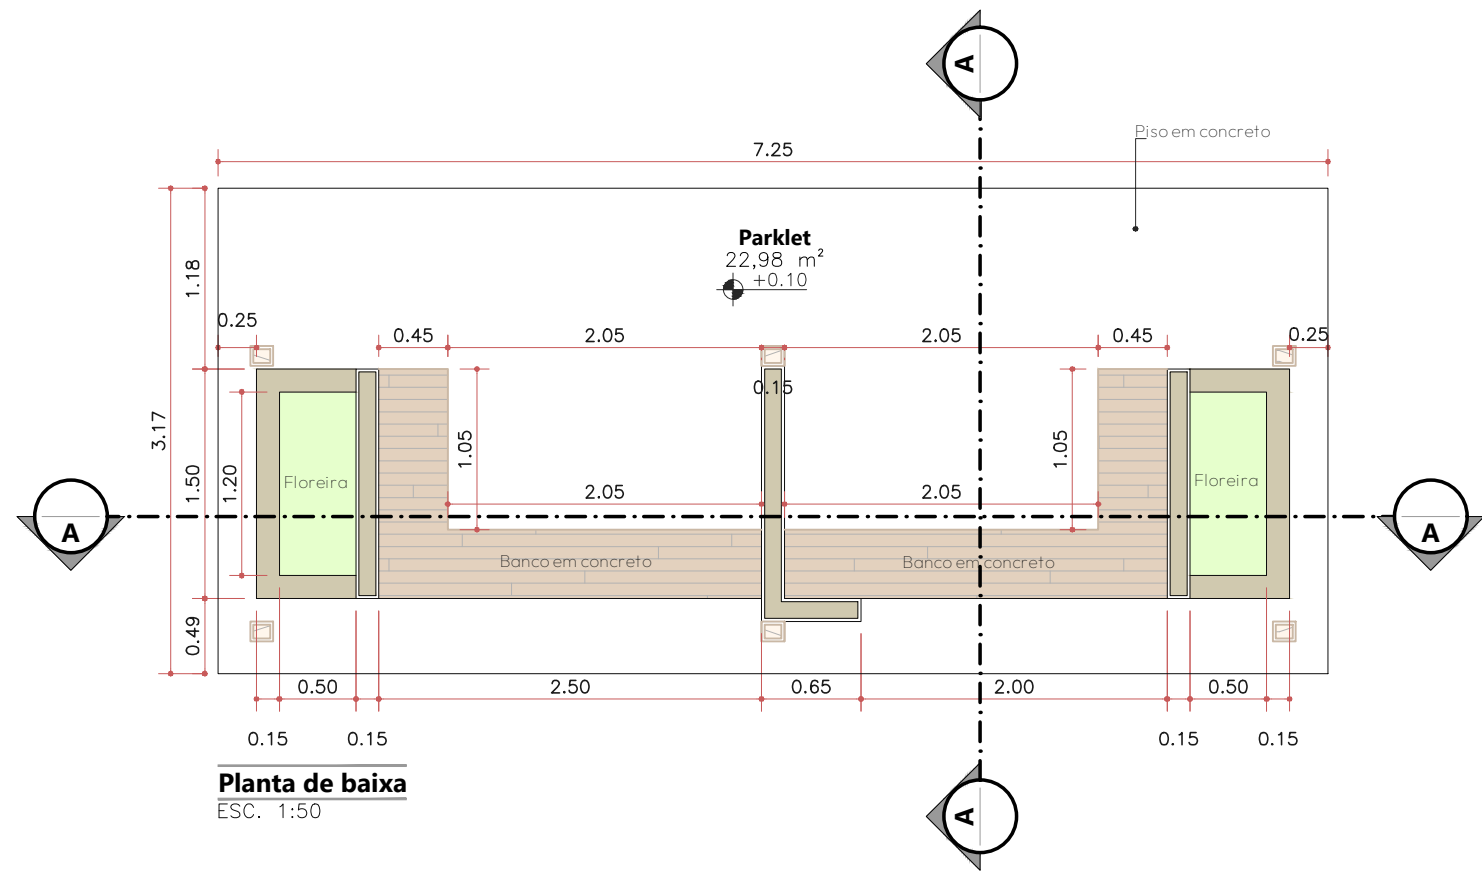 A
Piso em concreto
7.25
Parklet
22,98 m²
+0.10
1.18
0.25
0.45
2.05
2.05
0.45
0.25
0.15
3.17
1.50
1.20
1.05
1.05
Floreira
2.05
2.05
Floreira
A
A
Banco em concreto
Banco em concreto
0.49
0.50
2.50
0.65
2.00
0.50
0.15
0.15
0.15
0.15
Planta de baixa
ESC. 1:50
A